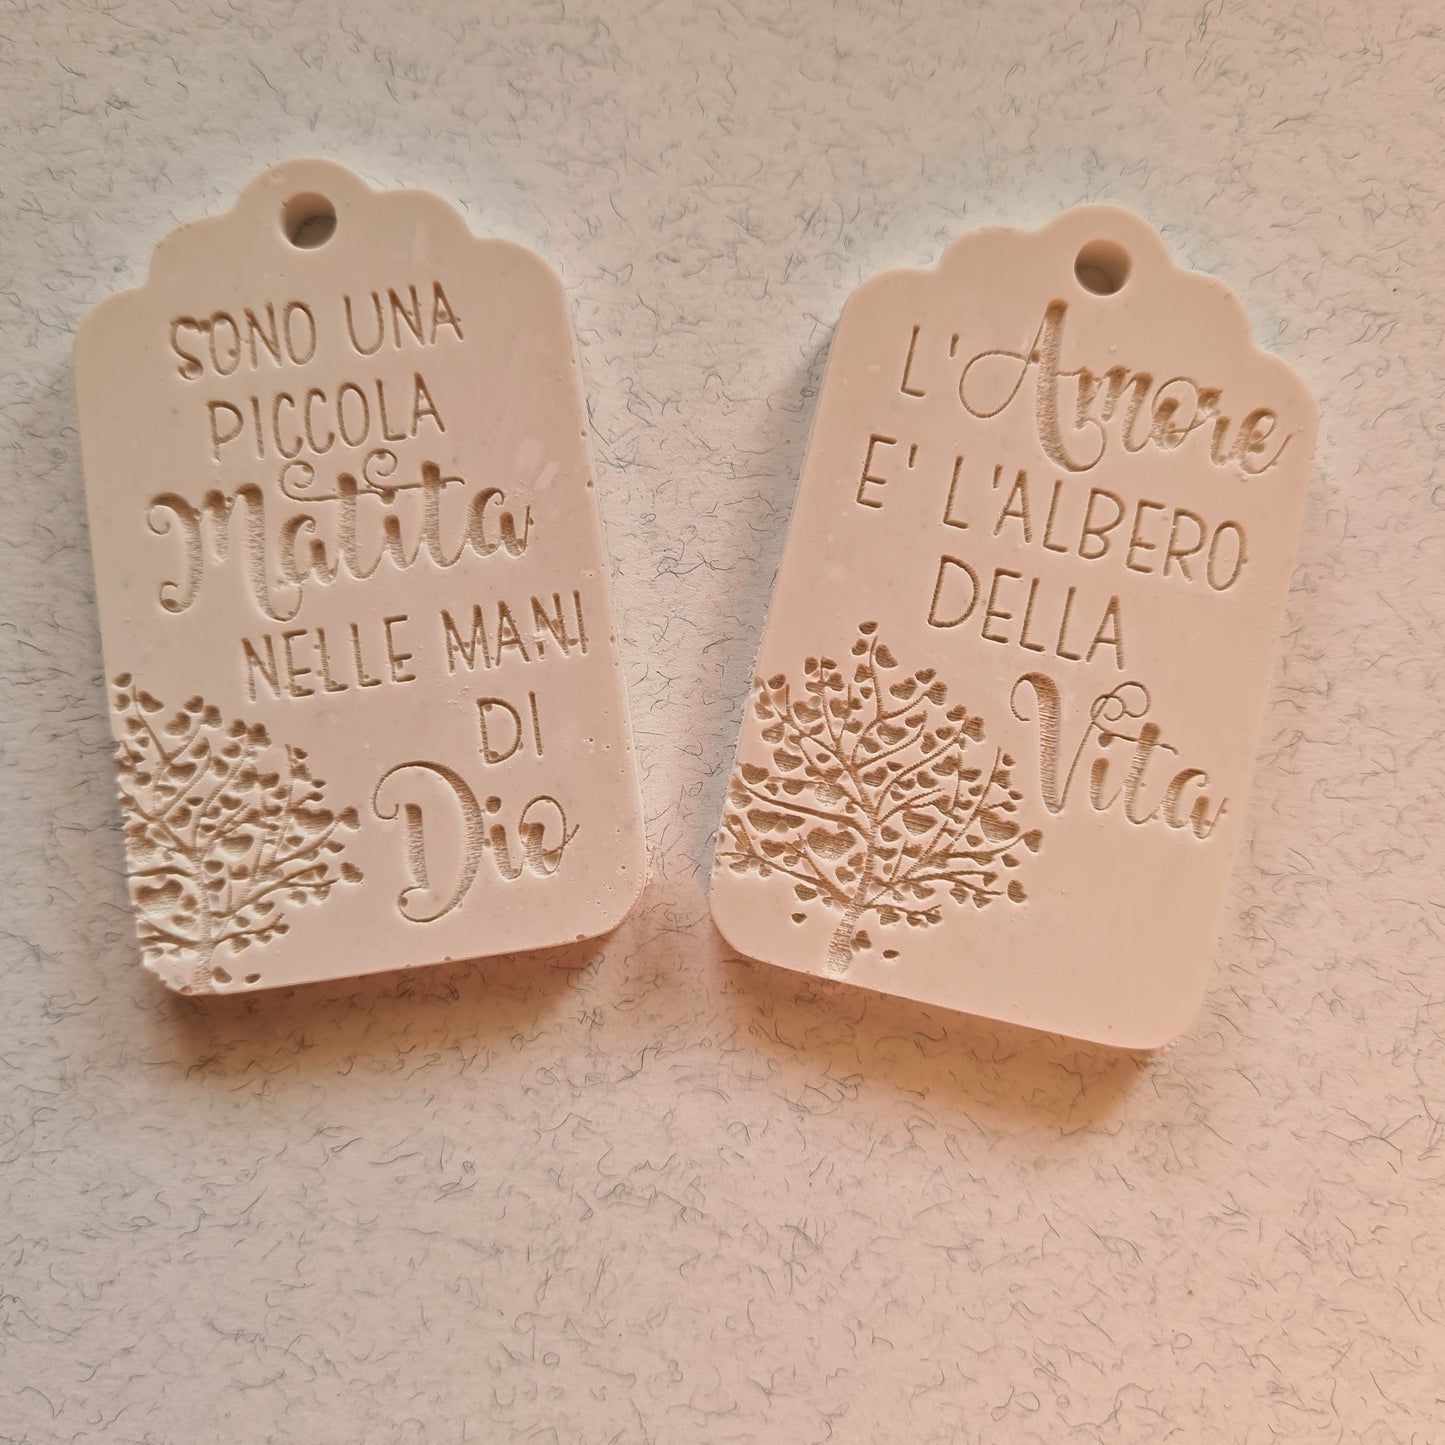 SONO UNA
PICCOLA
Matita
NELLE MANI
DI
Dio
L'Amore
E' L'ALBERO
DELLA
Vita